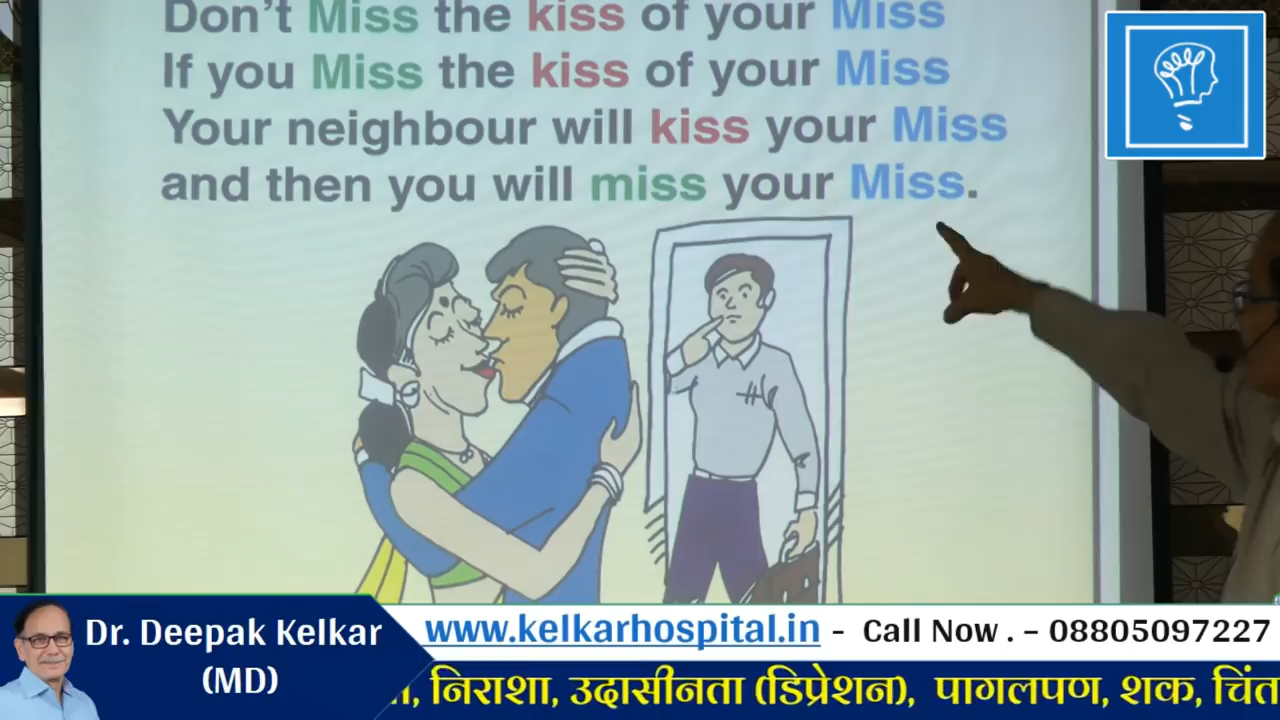 Don't Miss the kiss of your Miss
If you Miss the kiss of your Miss
Your neighbour will kiss your Miss
and then you will miss your Miss.
Dr. Deepak Kelkar
(MD)
www.kelkarhospital.in - Call Now . – 08805097227
निराशा, उदासीनता (डिप्रेशन), पागलपण, शक,